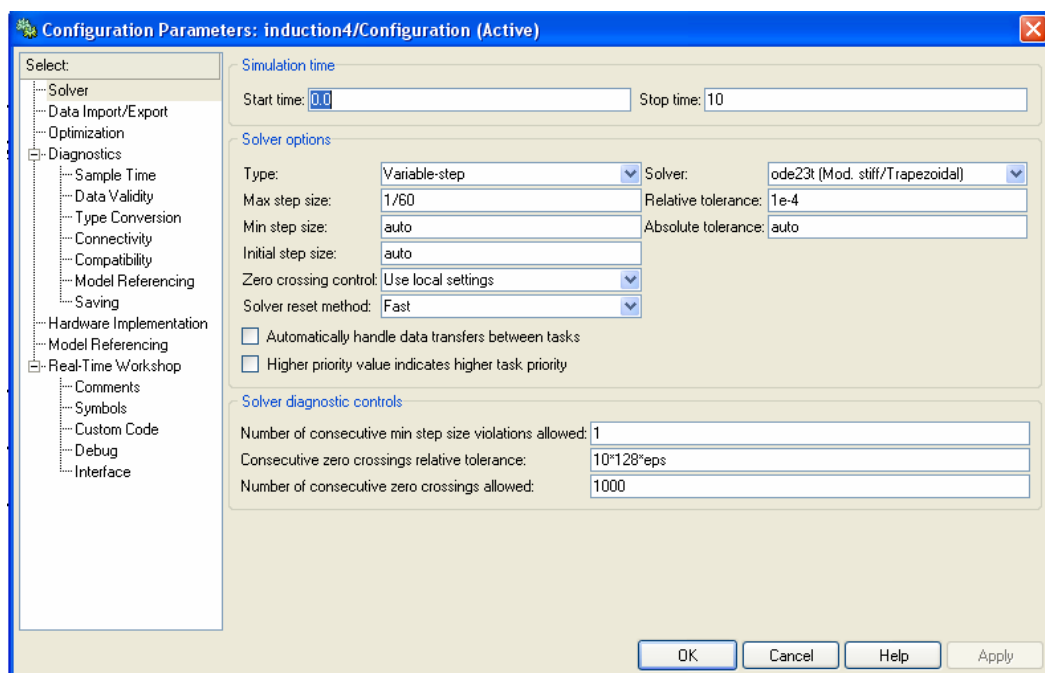 Configuration Parameters: induction4/Configuration (Active)
Select:
Solver
Data Import/Export
Optimization
Diagnostics
Sample Time
Data Validity
Type Conversion
Connectivity
Compatibility
Model Referencing
Saving
Hardware Implementation
Model Referencing
Real-Time Workshop
Comments
Symbols
Custom Code
Debug
Interface
Simulation time
Start time: 0.0 Stop time: 10
Solver options
Type: Variable-step Solver: ode23t (Mod. stiff/Trapezoidal)
Max step size: 1/60 Relative tolerance: 1e-4
Min step size: auto Absolute tolerance: auto
Initial step size: auto
Zero crossing control: Use local settings
Solver reset method: Fast
Automatically handle data transfers between tasks
Higher priority value indicates higher task priority
Solver diagnostic controls
Number of consecutive min step size violations allowed: 1
Consecutive zero crossings relative tolerance: 10*128*eps
Number of consecutive zero crossings allowed: 1000
OK Cancel Help Apply